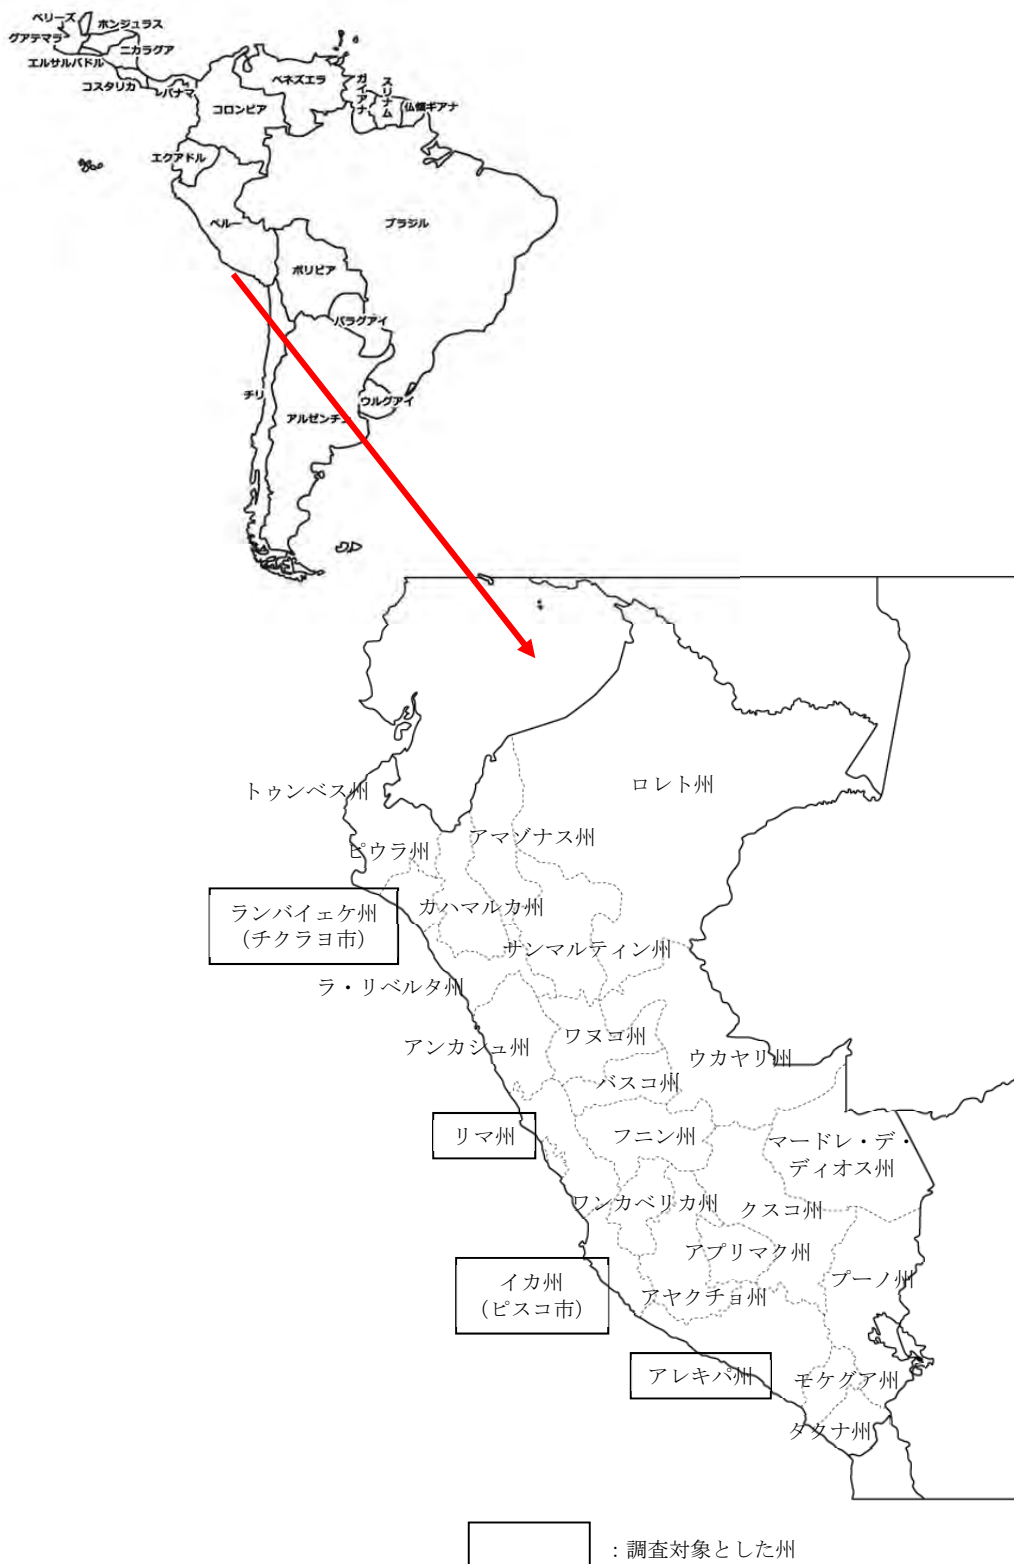 ベリーズ
ホンジュラス
グアテマラ
ニカラグア
エルサルバドル
コスタリカ
パナマ
ベネズエラ
ガイアナ
スリナム
仏領ギアナ
コロンビア
エクアドル
ペルー
ブラジル
ボリビア
パラグアイ
チリ
ウルグアイ
アルゼンチン
トゥンベス州
ロレト州
アマゾナス州
ピウラ州
ランバイェケ州
（チクラヨ市）
カハマルカ州
サンマルティン州
ラ・リベルタ州
アンカシュ州
ワヌコ州
ウカヤリ州
バスコ州
リマ州
フニン州
マードレ・デ・
ディオス州
ワンカベリカ州
クスコ州
アプリマク州
イカ州
（ピスコ市）
プーノ州
アヤクチョ州
アレキパ州
モケグア州
タクナ州
：調査対象とした州